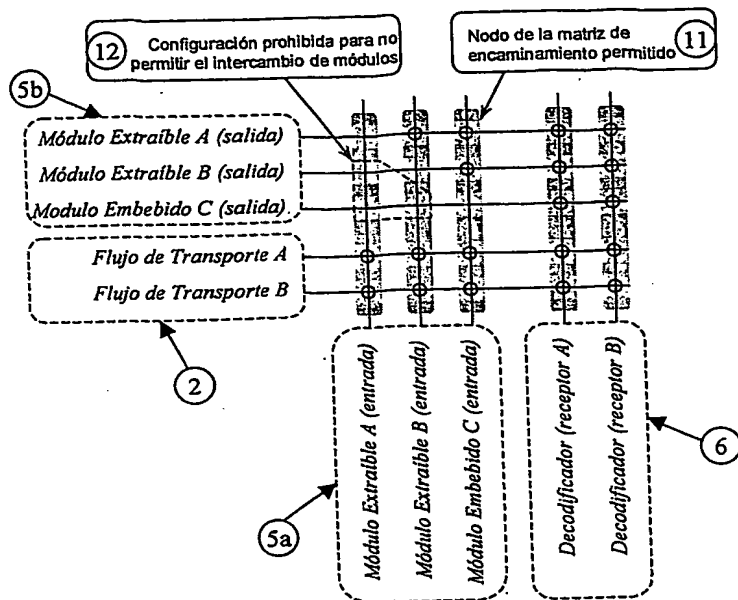 12
Configuración prohibida para no
permitir el intercambio de módulos
Nodo de la matriz de
encaminamiento permitido
11
5b
Módulo Extraíble A (salida)
Módulo Extraíble B (salida)
Modulo Embebido C (salida)
Flujo de Transporte A
Flujo de Transporte B
2
Módulo Extraíble A (entrada)
Módulo Extraíble B (entrada)
Módulo Embebido C (entrada)
Decodificador (receptor A)
Decodificador (receptor B)
6
5a